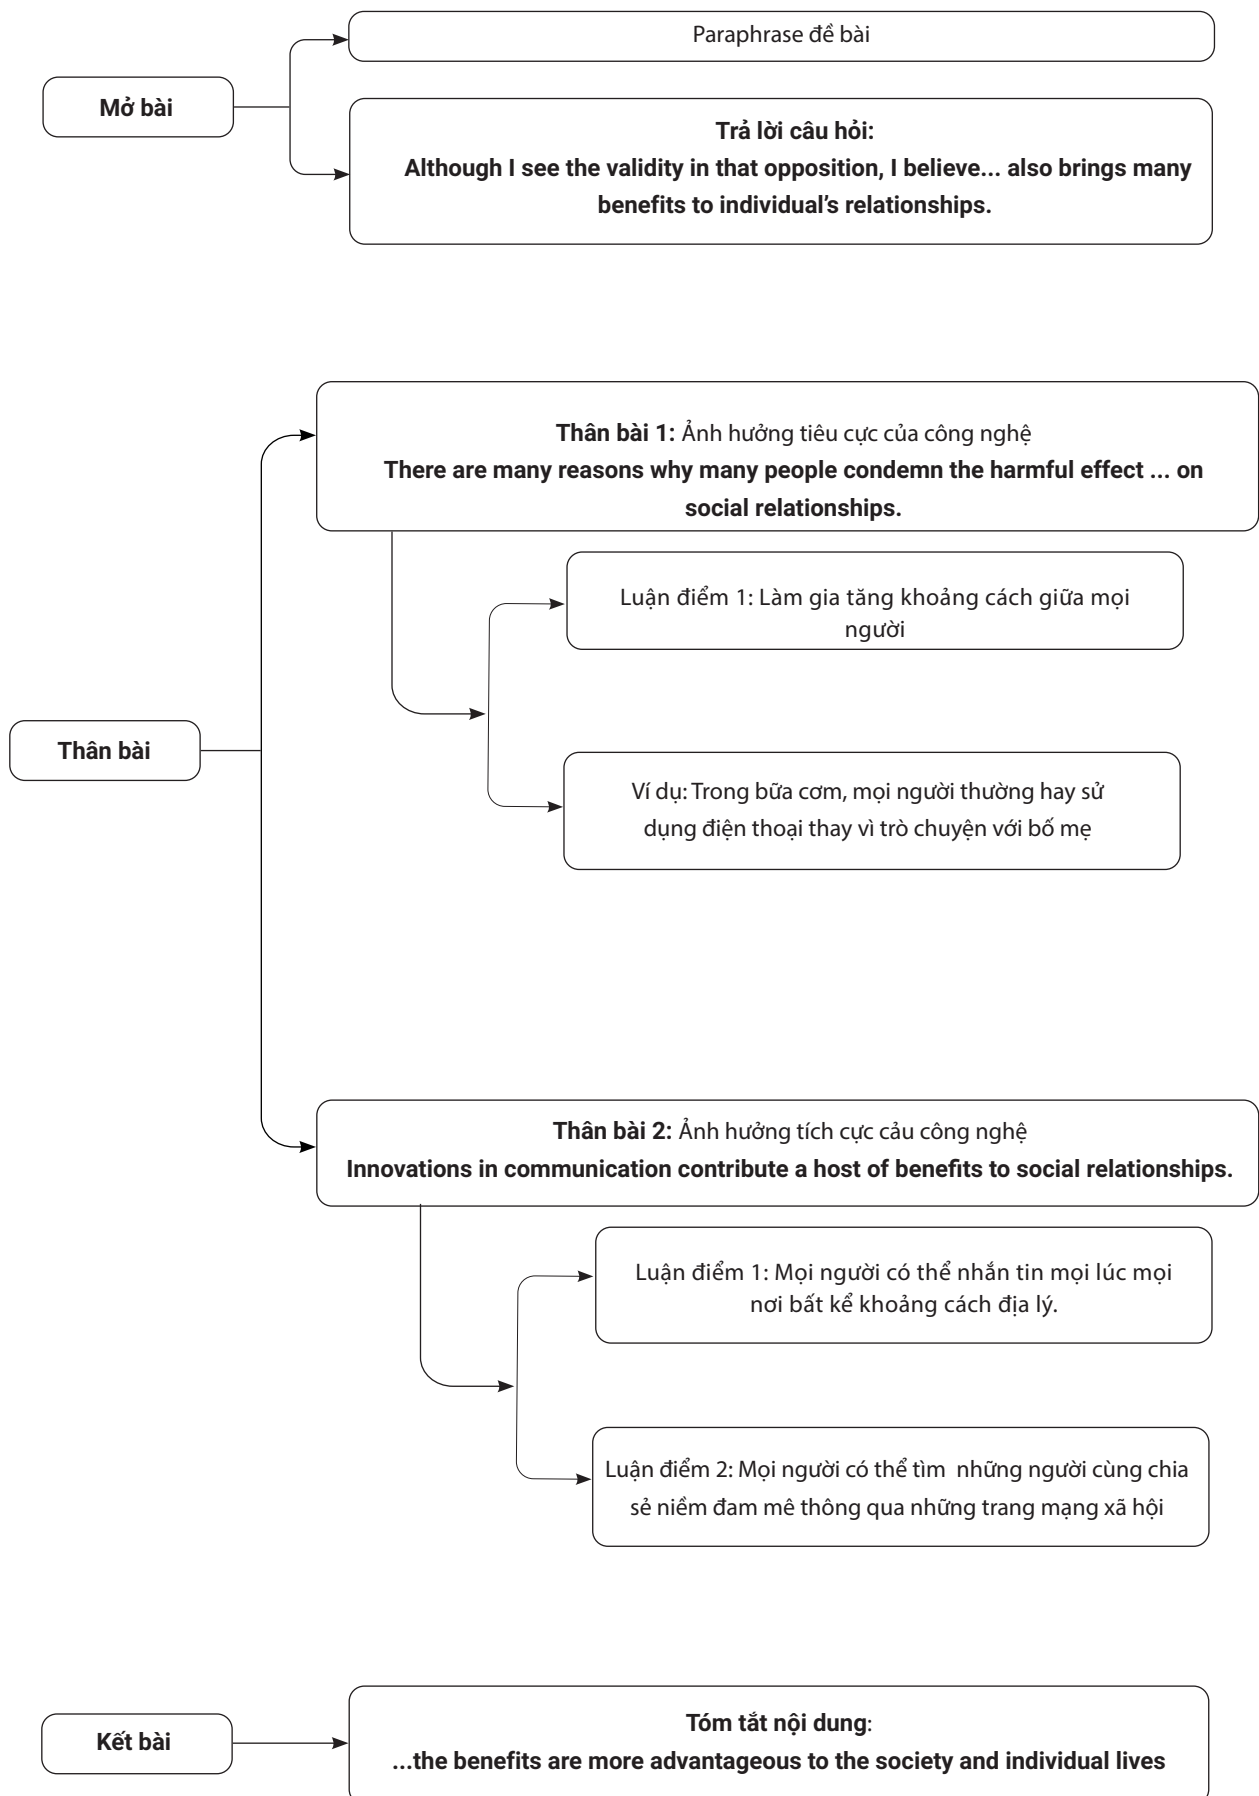 Paraphrase đề bài
Mở bài
Trả lời câu hỏi:
Although I see the validity in that opposition, I believe... also brings many
benefits to individual's relationships.
Thân bài 1: Ảnh hưởng tiêu cực của công nghệ
There are many reasons why many people condemn the harmful effect ... on
social relationships.
Luận điểm 1: Làm gia tăng khoảng cách giữa mọi
người
Thân bài
Ví dụ: Trong bữa cơm, mọi người thường hay sử
dụng điện thoại thay vì trò chuyện với bố mẹ
Thân bài 2: Ảnh hưởng tích cực cảu công nghệ
Innovations in communication contribute a host of benefits to social relationships.
Luận điểm 1: Mọi người có thể nhắn tin mọi lúc mọi
nơi bất kể khoảng cách địa lý.
Luận điểm 2: Mọi người có thể tìm  những người cùng chia
sẻ niềm đam mê thông qua những trang mạng xã hội
Kết bài
Tóm tắt nội dung:
...the benefits are more advantageous to the society and individual lives